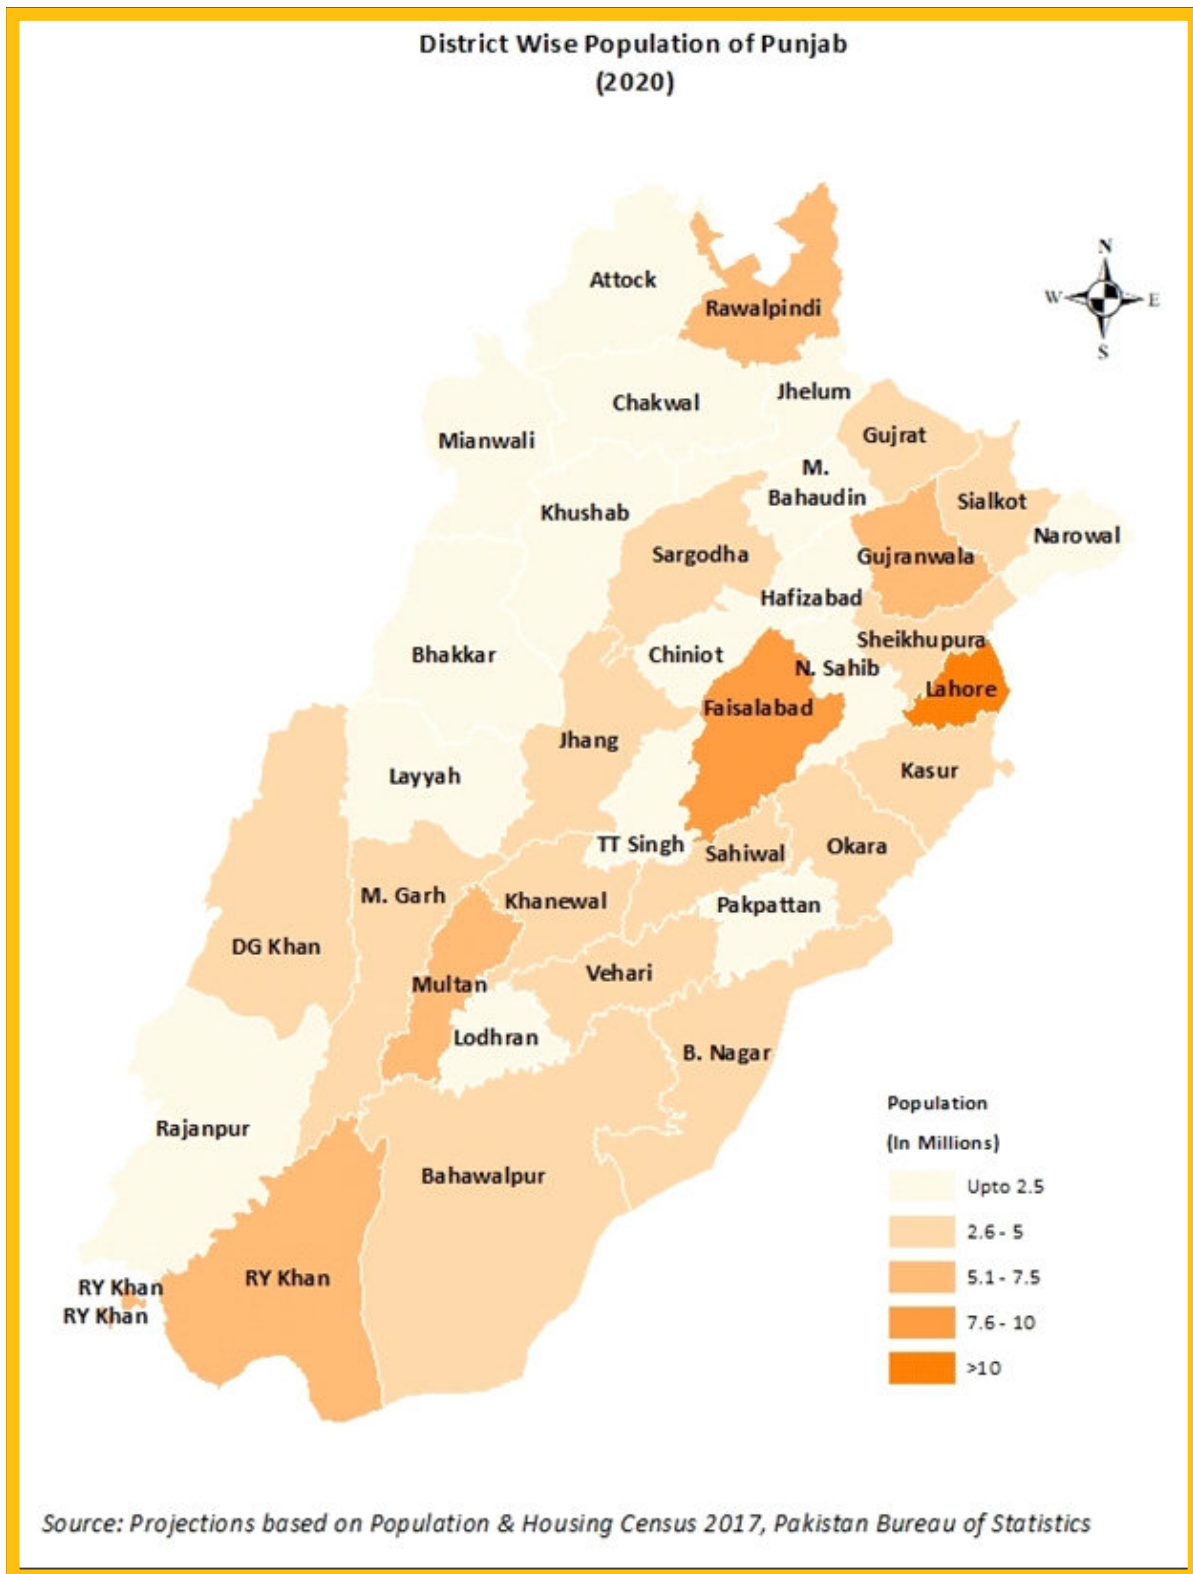 District Wise Population of Punjab
(2020)
N
W
E
S
Attock
Rawalpindi
Chakwal
Jhelum
Mianwali
Gujrat
M.
Bahaudin
Khushab
Sialkot
Narowal
Sargodha
Gujranwala
Hafizabad
Sheikhupura
Bhakkar
Chiniot
N. Sahib
Lahore
Faisalabad
Jhang
Layyah
Kasur
TT Singh
Sahiwal
Okara
M. Garh
Khanewal
Pakpattan
DG Khan
Vehari
Multan
Lodhran
B. Nagar
Rajanpur
Bahawalpur
RY Khan
RY Khan
RY Khan
Population
(In Millions)
Upto 2.5
2.6 - 5
5.1 - 7.5
7.6 - 10
>10
Source: Projections based on Population & Housing Census 2017, Pakistan Bureau of Statistics